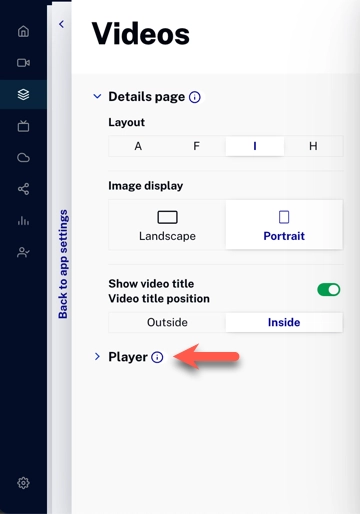 Videos
Details page
Layout
A F I H
Image display
Landscape Portrait
Show video title
Video title position
Outside Inside
Player
Back to app settings